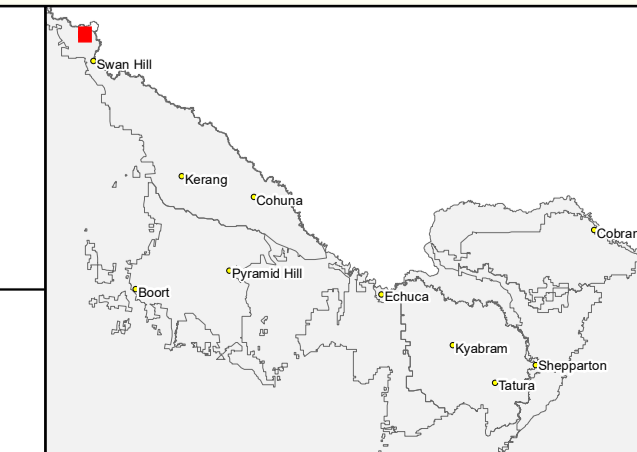 Swan Hill
Kerang
Cohuna
Cobram
Pyramid Hill
Boort
Echuca
Kyabram
Shepparton
Tatura